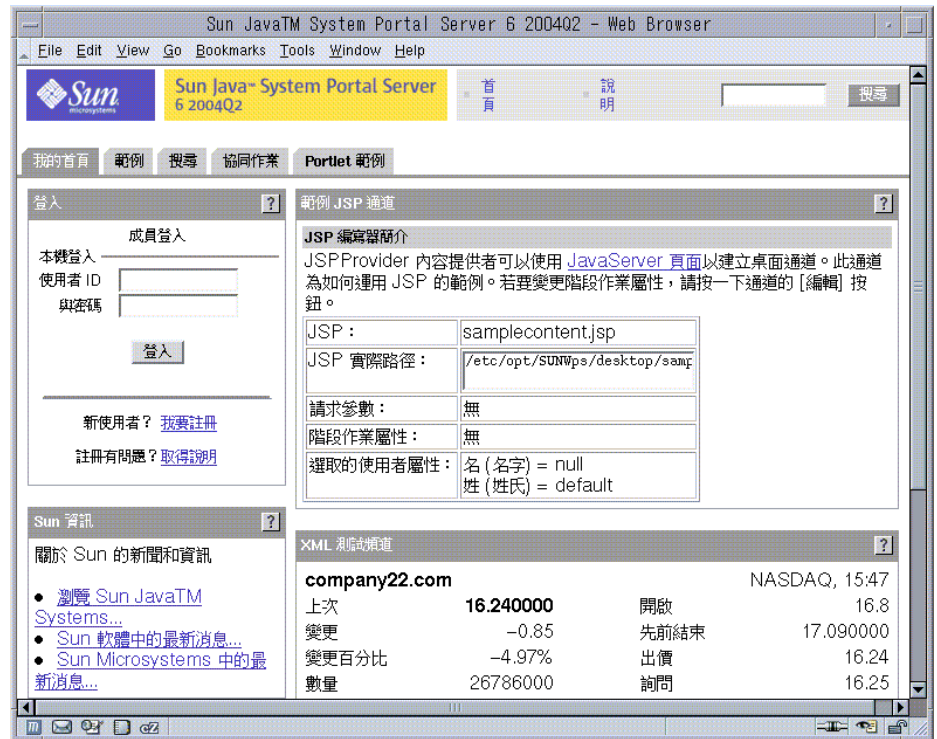 Sun JavaTM System Portal Server 6 2004Q2 - Web Browser
File Edit View Go Bookmarks Tools Window Help
Sun
microsystems
Sun Java™ System Portal Server
6 2004Q2
首頁
說明
搜尋
我的首頁 範例 搜尋 協同作業 Portlet 範例
登入 ?
成員登入
本機登入
使用者 ID
與密碼
登入
新使用者？ 我要註冊
註冊有問題？取得說明
Sun 資訊 ?
關於 Sun 的新聞和資訊
● 瀏覽 Sun JavaTM
Systems...
● Sun 軟體中的最新消息...
● Sun Microsystems 中的最
新消息...
範例 JSP 通道 ?
JSP 編寫器簡介
JSPProvider 內容提供者可以使用 JavaServer 頁面以建立桌面通道。此通道
為如何運用 JSP 的範例。若要變更階段作業屬性，請按一下通道的 [編輯] 按
鈕。
JSP： samplecontent.jsp
JSP 實際路徑： /etc/opt/SUNWps/desktop/samp
請求參數： 無
階段作業屬性： 無
選取的使用者屬性： 名 (名字) = null
姓 (姓氏) = default
XML 測試頻道 ?
company22.com NASDAQ, 15:47
上次 16.240000 開啟 16.8
變更 -0.85 先前結束 17.090000
變更百分比 -4.97% 出價 16.24
數量 26786000 詢問 16.25